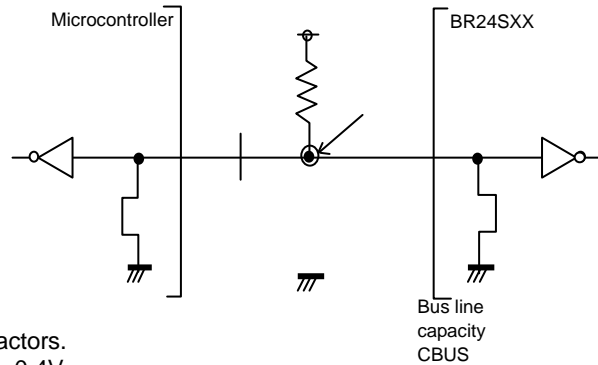 Microcontroller
BR24SXX
Bus line
capacity
CBUS
actors.